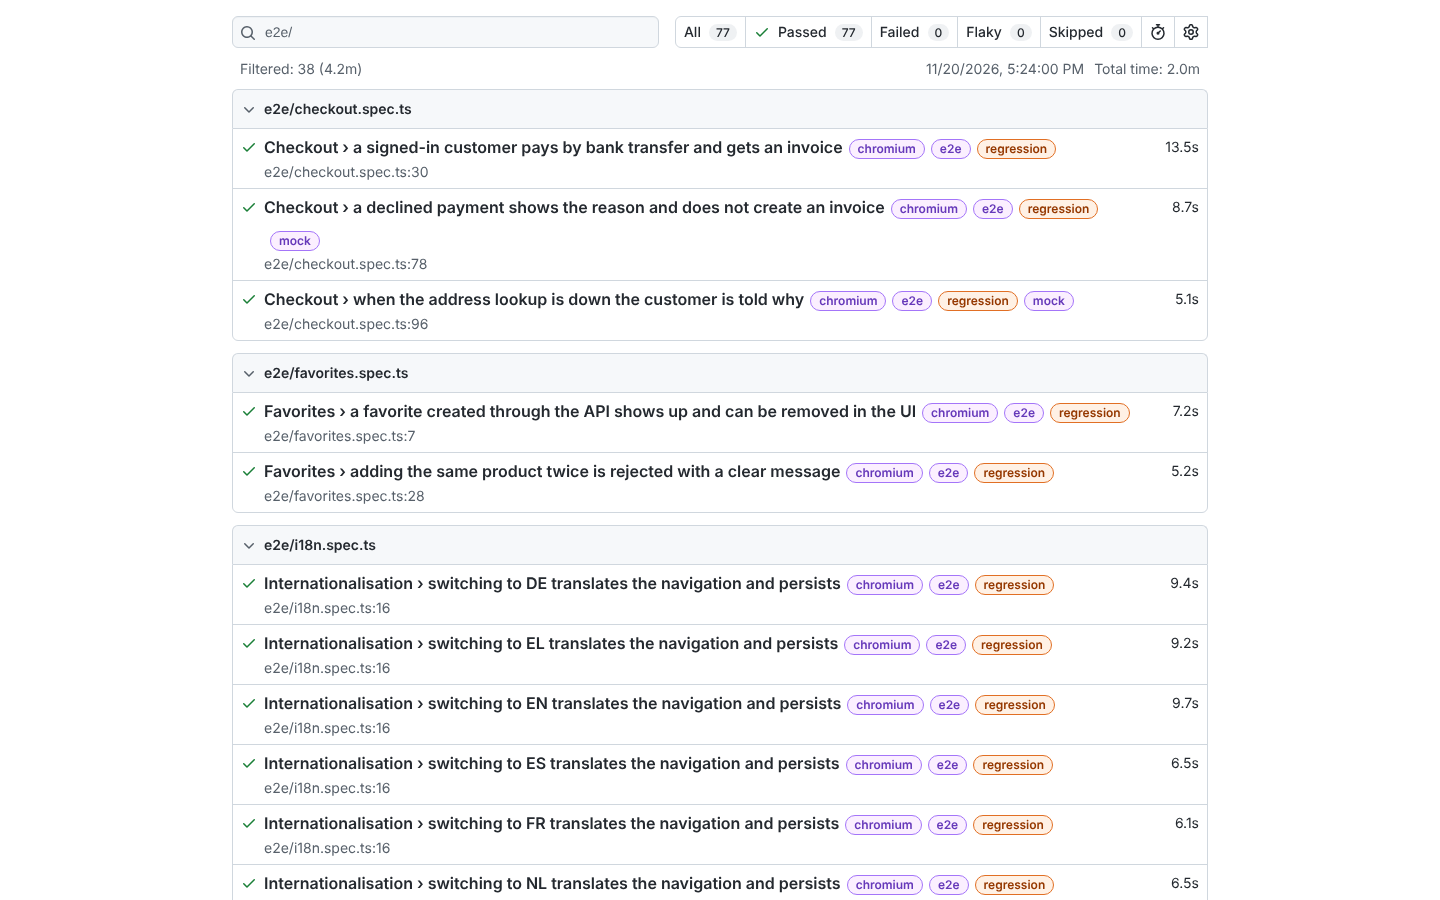 e2e/
All 77 Passed 77 Failed 0 Flaky 0 Skipped 0
Filtered: 38 (4.2m) 11/20/2026, 5:24:00 PM Total time: 2.0m
e2e/checkout.spec.ts
Checkout › a signed-in customer pays by bank transfer and gets an invoice chromium e2e regression 13.5s
e2e/checkout.spec.ts:30
Checkout › a declined payment shows the reason and does not create an invoice chromium e2e regression 8.7s
mock
e2e/checkout.spec.ts:78
Checkout › when the address lookup is down the customer is told why chromium e2e regression mock 5.1s
e2e/checkout.spec.ts:96
e2e/favorites.spec.ts
Favorites › a favorite created through the API shows up and can be removed in the UI chromium e2e regression 7.2s
e2e/favorites.spec.ts:7
Favorites › adding the same product twice is rejected with a clear message chromium e2e regression 5.2s
e2e/favorites.spec.ts:28
e2e/i18n.spec.ts
Internationalisation › switching to DE translates the navigation and persists chromium e2e regression 9.4s
e2e/i18n.spec.ts:16
Internationalisation › switching to EL translates the navigation and persists chromium e2e regression 9.2s
e2e/i18n.spec.ts:16
Internationalisation › switching to EN translates the navigation and persists chromium e2e regression 9.7s
e2e/i18n.spec.ts:16
Internationalisation › switching to ES translates the navigation and persists chromium e2e regression 6.5s
e2e/i18n.spec.ts:16
Internationalisation › switching to FR translates the navigation and persists chromium e2e regression 6.1s
e2e/i18n.spec.ts:16
Internationalisation › switching to NL translates the navigation and persists chromium e2e regression 6.5s